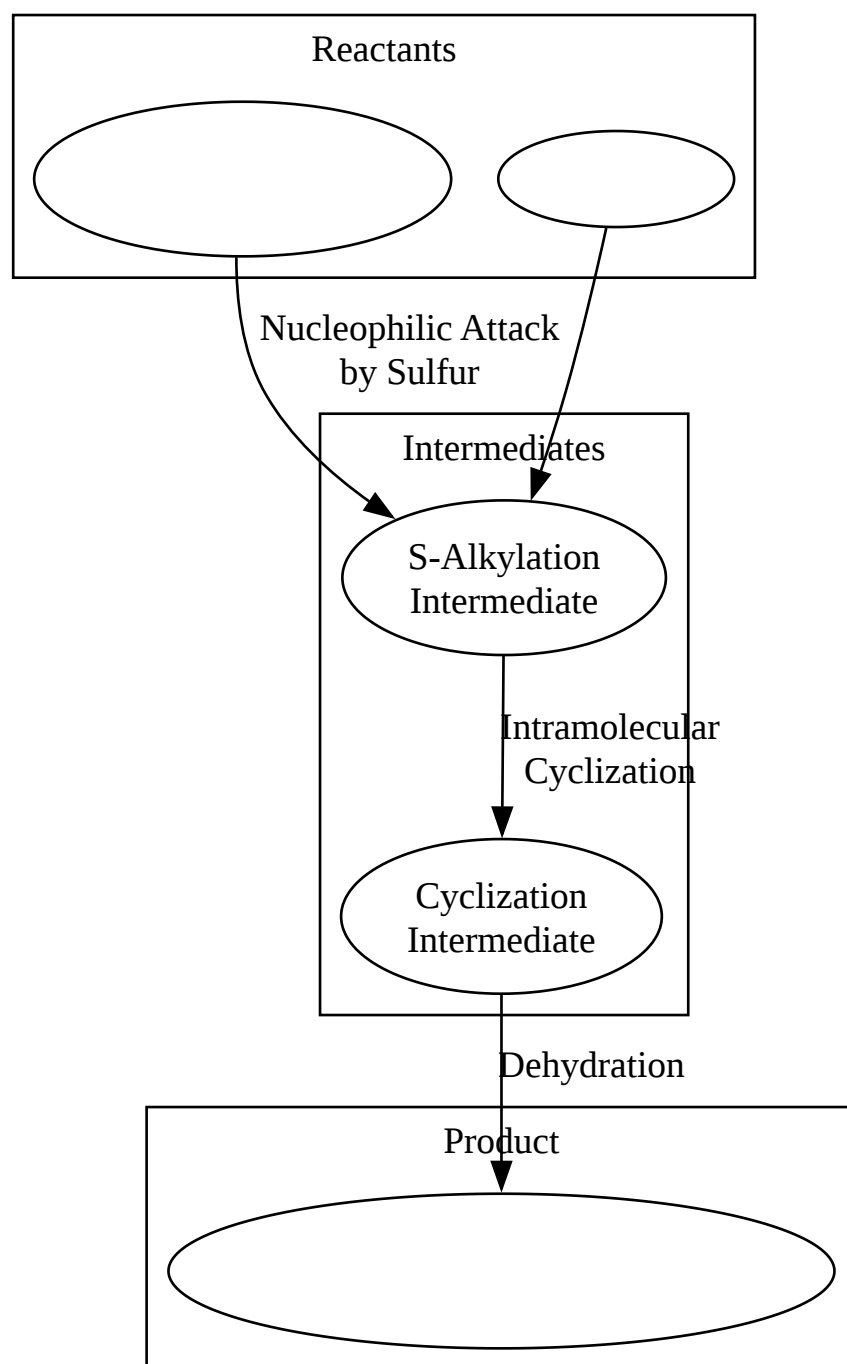 Reactants
Nucleophilic Attack
by Sulfur
Intermediates
S-Alkylation
Intermediate
Intramolecular
Cyclization
Cyclization
Intermediate
Dehydration
Product